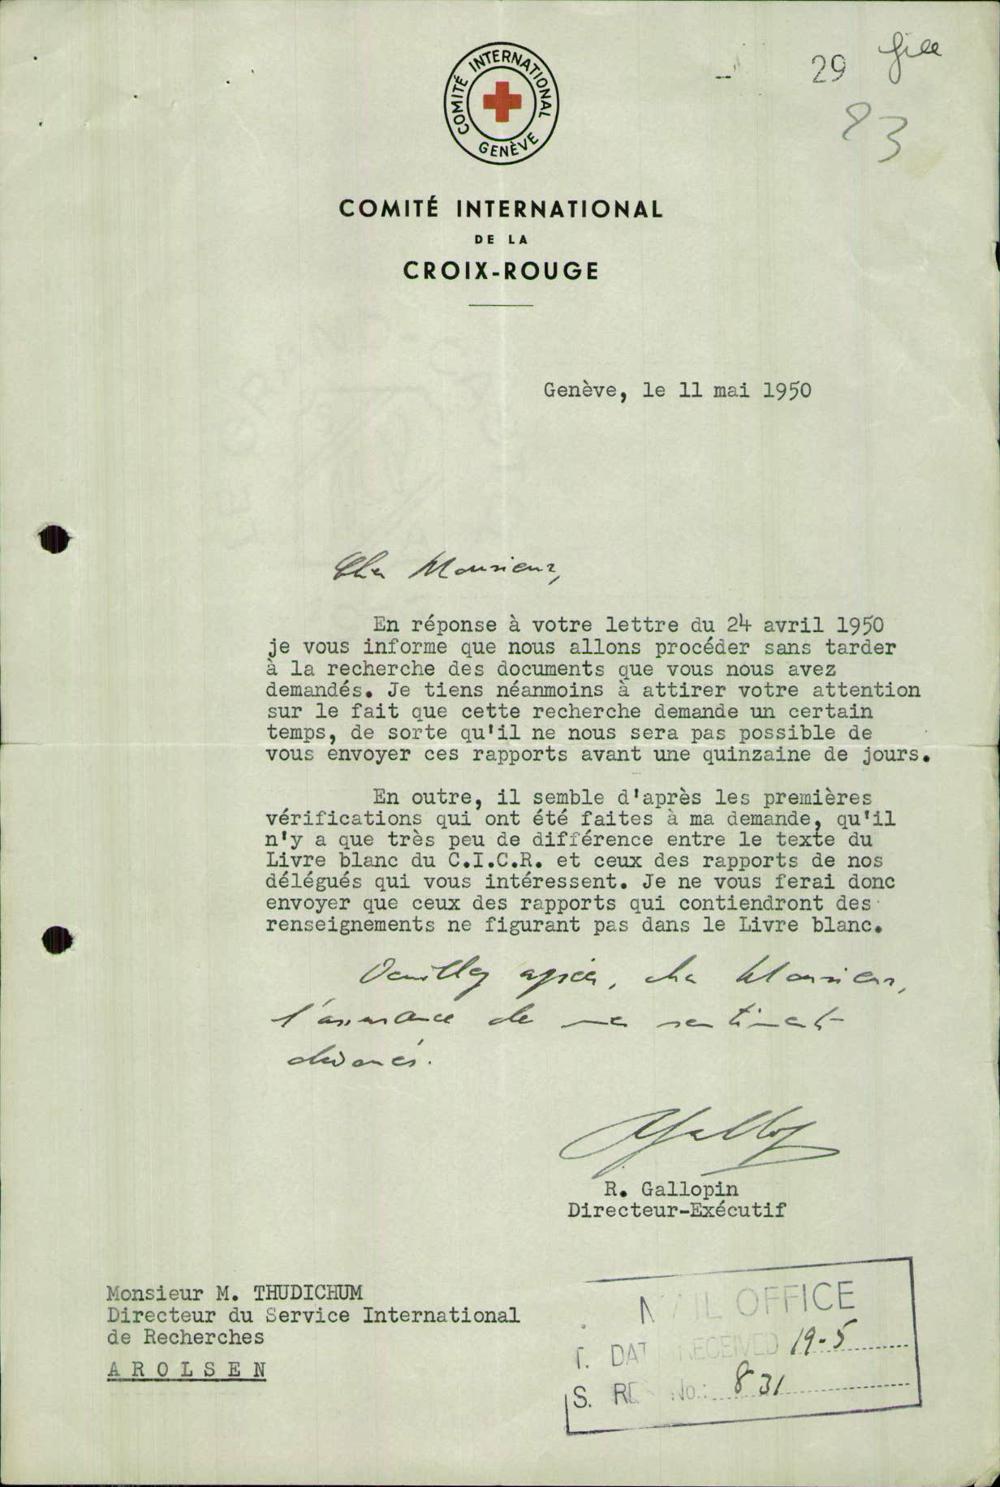 COMITÉ INTERNATIONAL
GENÈVE
29 file
83
COMITÉ INTERNATIONAL
DE LA
CROIX-ROUGE
Genève, le 11 mai 1950
Cher Monsieur,
En réponse à votre lettre du 24 avril 1950
je vous informe que nous allons procéder sans tarder
à la recherche des documents que vous nous avez
demandés. Je tiens néanmoins à attirer votre attention
sur le fait que cette recherche demande un certain
temps, de sorte qu'il ne nous sera pas possible de
vous envoyer ces rapports avant une quinzaine de jours.
En outre, il semble d'après les premières
vérifications qui ont été faites à ma demande, qu'il
n'y a que très peu de différence entre le texte du
Livre blanc du C.I.C.R. et ceux des rapports de nos
délégués qui vous intéressent. Je ne vous ferai donc
envoyer que ceux des rapports qui contiendront des
renseignements ne figurant pas dans le Livre blanc.
Veuillez agréer, cher Monsieur,
l'assurance de mes sentiments
dévoués.
R. Gallopin
Directeur-Exécutif
Monsieur M. THUDICHUM
Directeur du Service International
de Recherches
AROLSEN
MAIL OFFICE
I. DATE RECEIVED 19-5
S. REF No.: 831